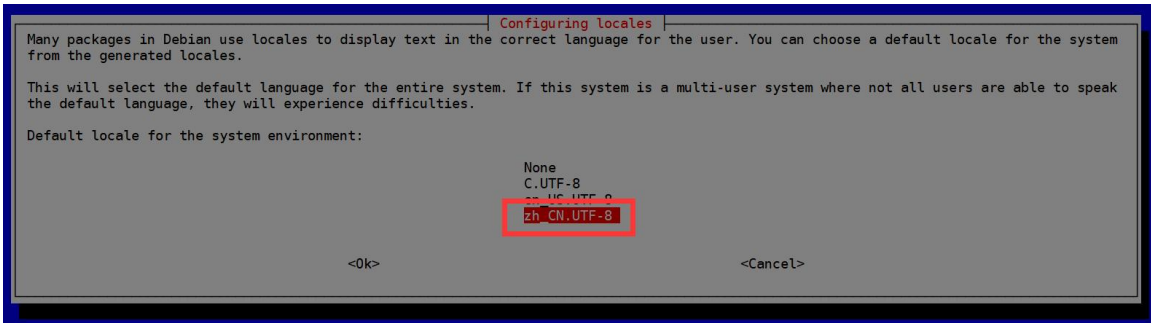 Configuring locales
Many packages in Debian use locales to display text in the correct language for the user. You can choose a default locale for the system
from the generated locales.
This will select the default language for the entire system. If this system is a multi-user system where not all users are able to speak
the default language, they will experience difficulties.
Default locale for the system environment:
None
C.UTF-8
en_US.UTF-8
zh_CN.UTF-8
<Ok> <Cancel>